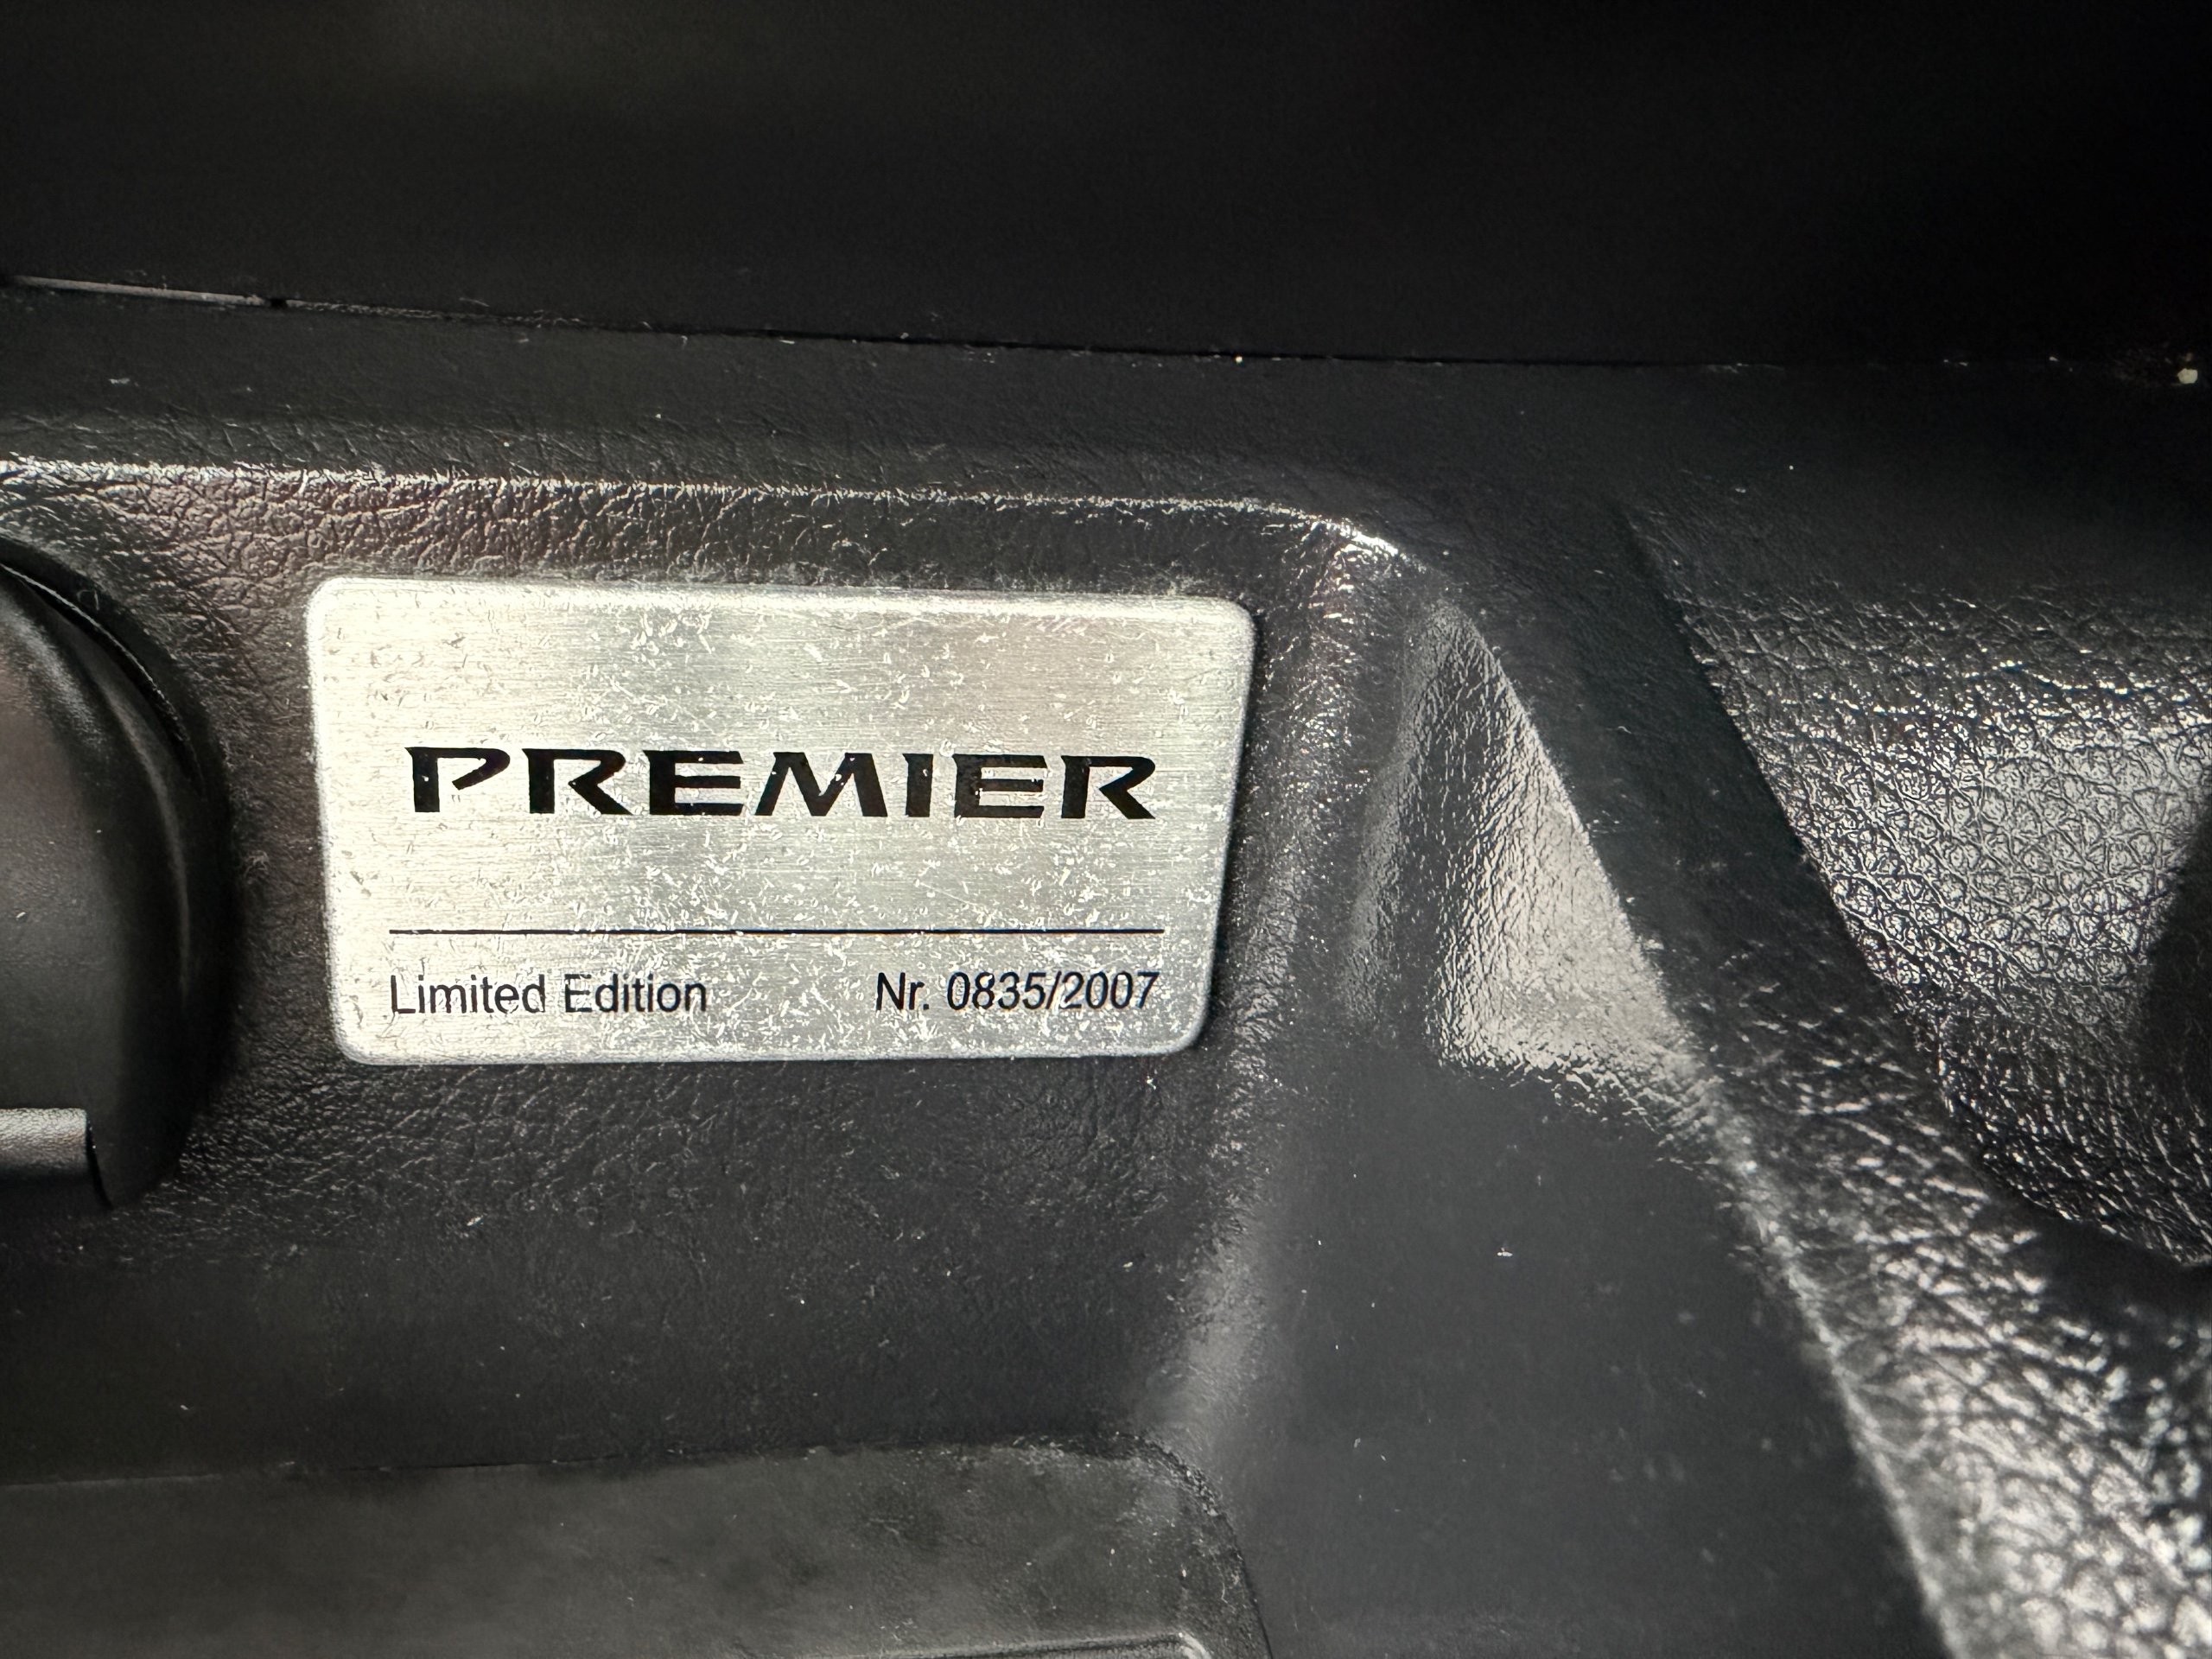 PREMIER
Limited Edition Nr. 0835/2007